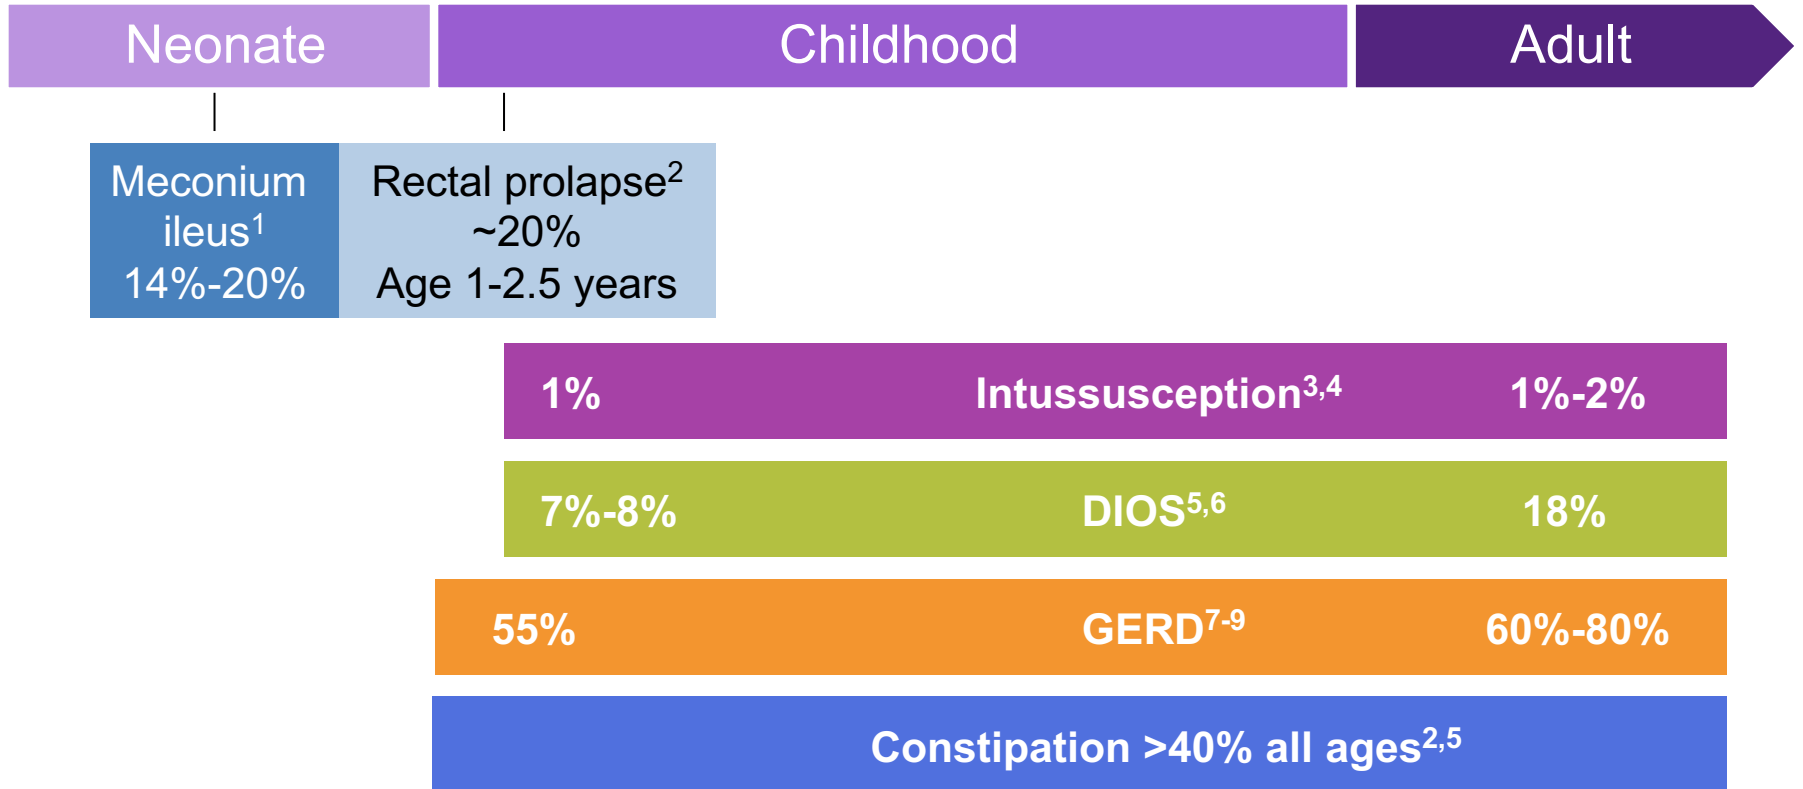 Neonate
Childhood
Adult
Meconium
ileus1
14%-20%
Rectal prolapse2
~20%
Age 1-2.5 years
1% Intussusception3,4 1%-2%
7%-8% DIOS5,6 18%
55% GERD7-9 60%-80%
Constipation >40% all ages2,5